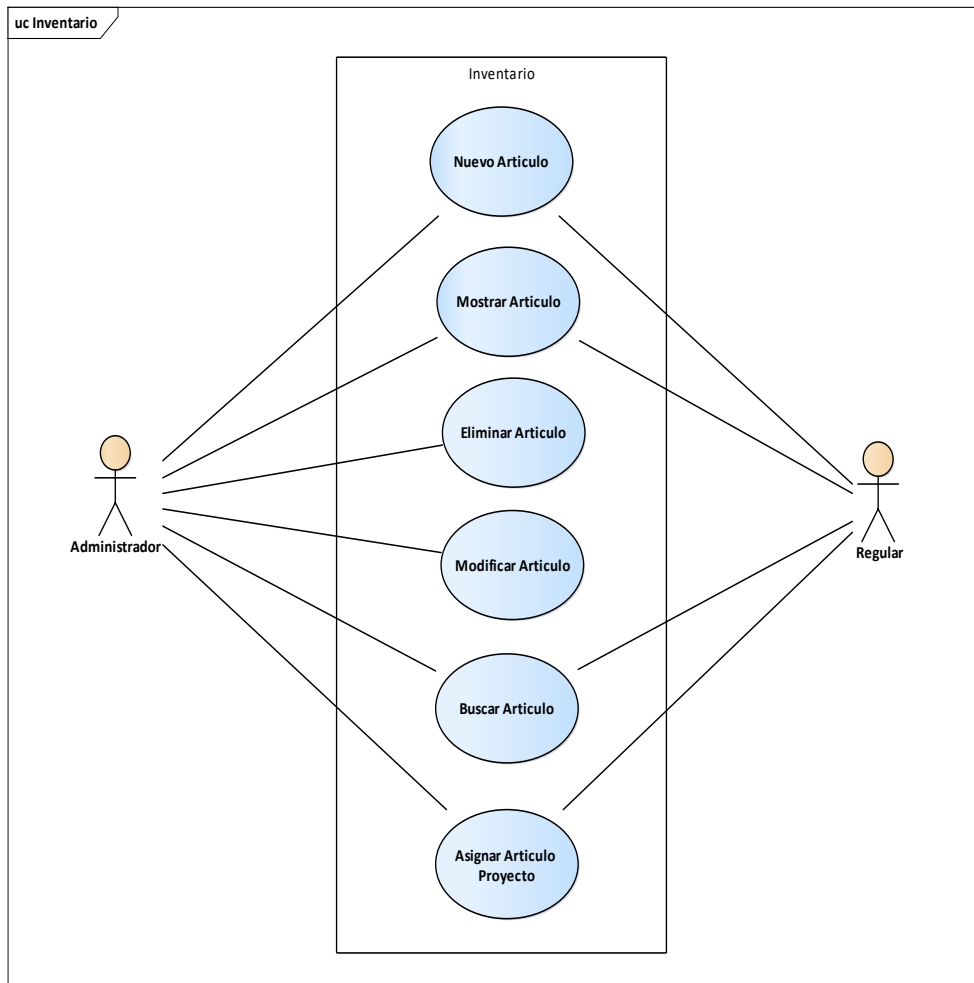 uc Inventario
Inventario
Nuevo Articulo
Mostrar Articulo
Eliminar Articulo
Administrador
Regular
Modificar Articulo
Buscar Articulo
Asignar Articulo
Proyecto